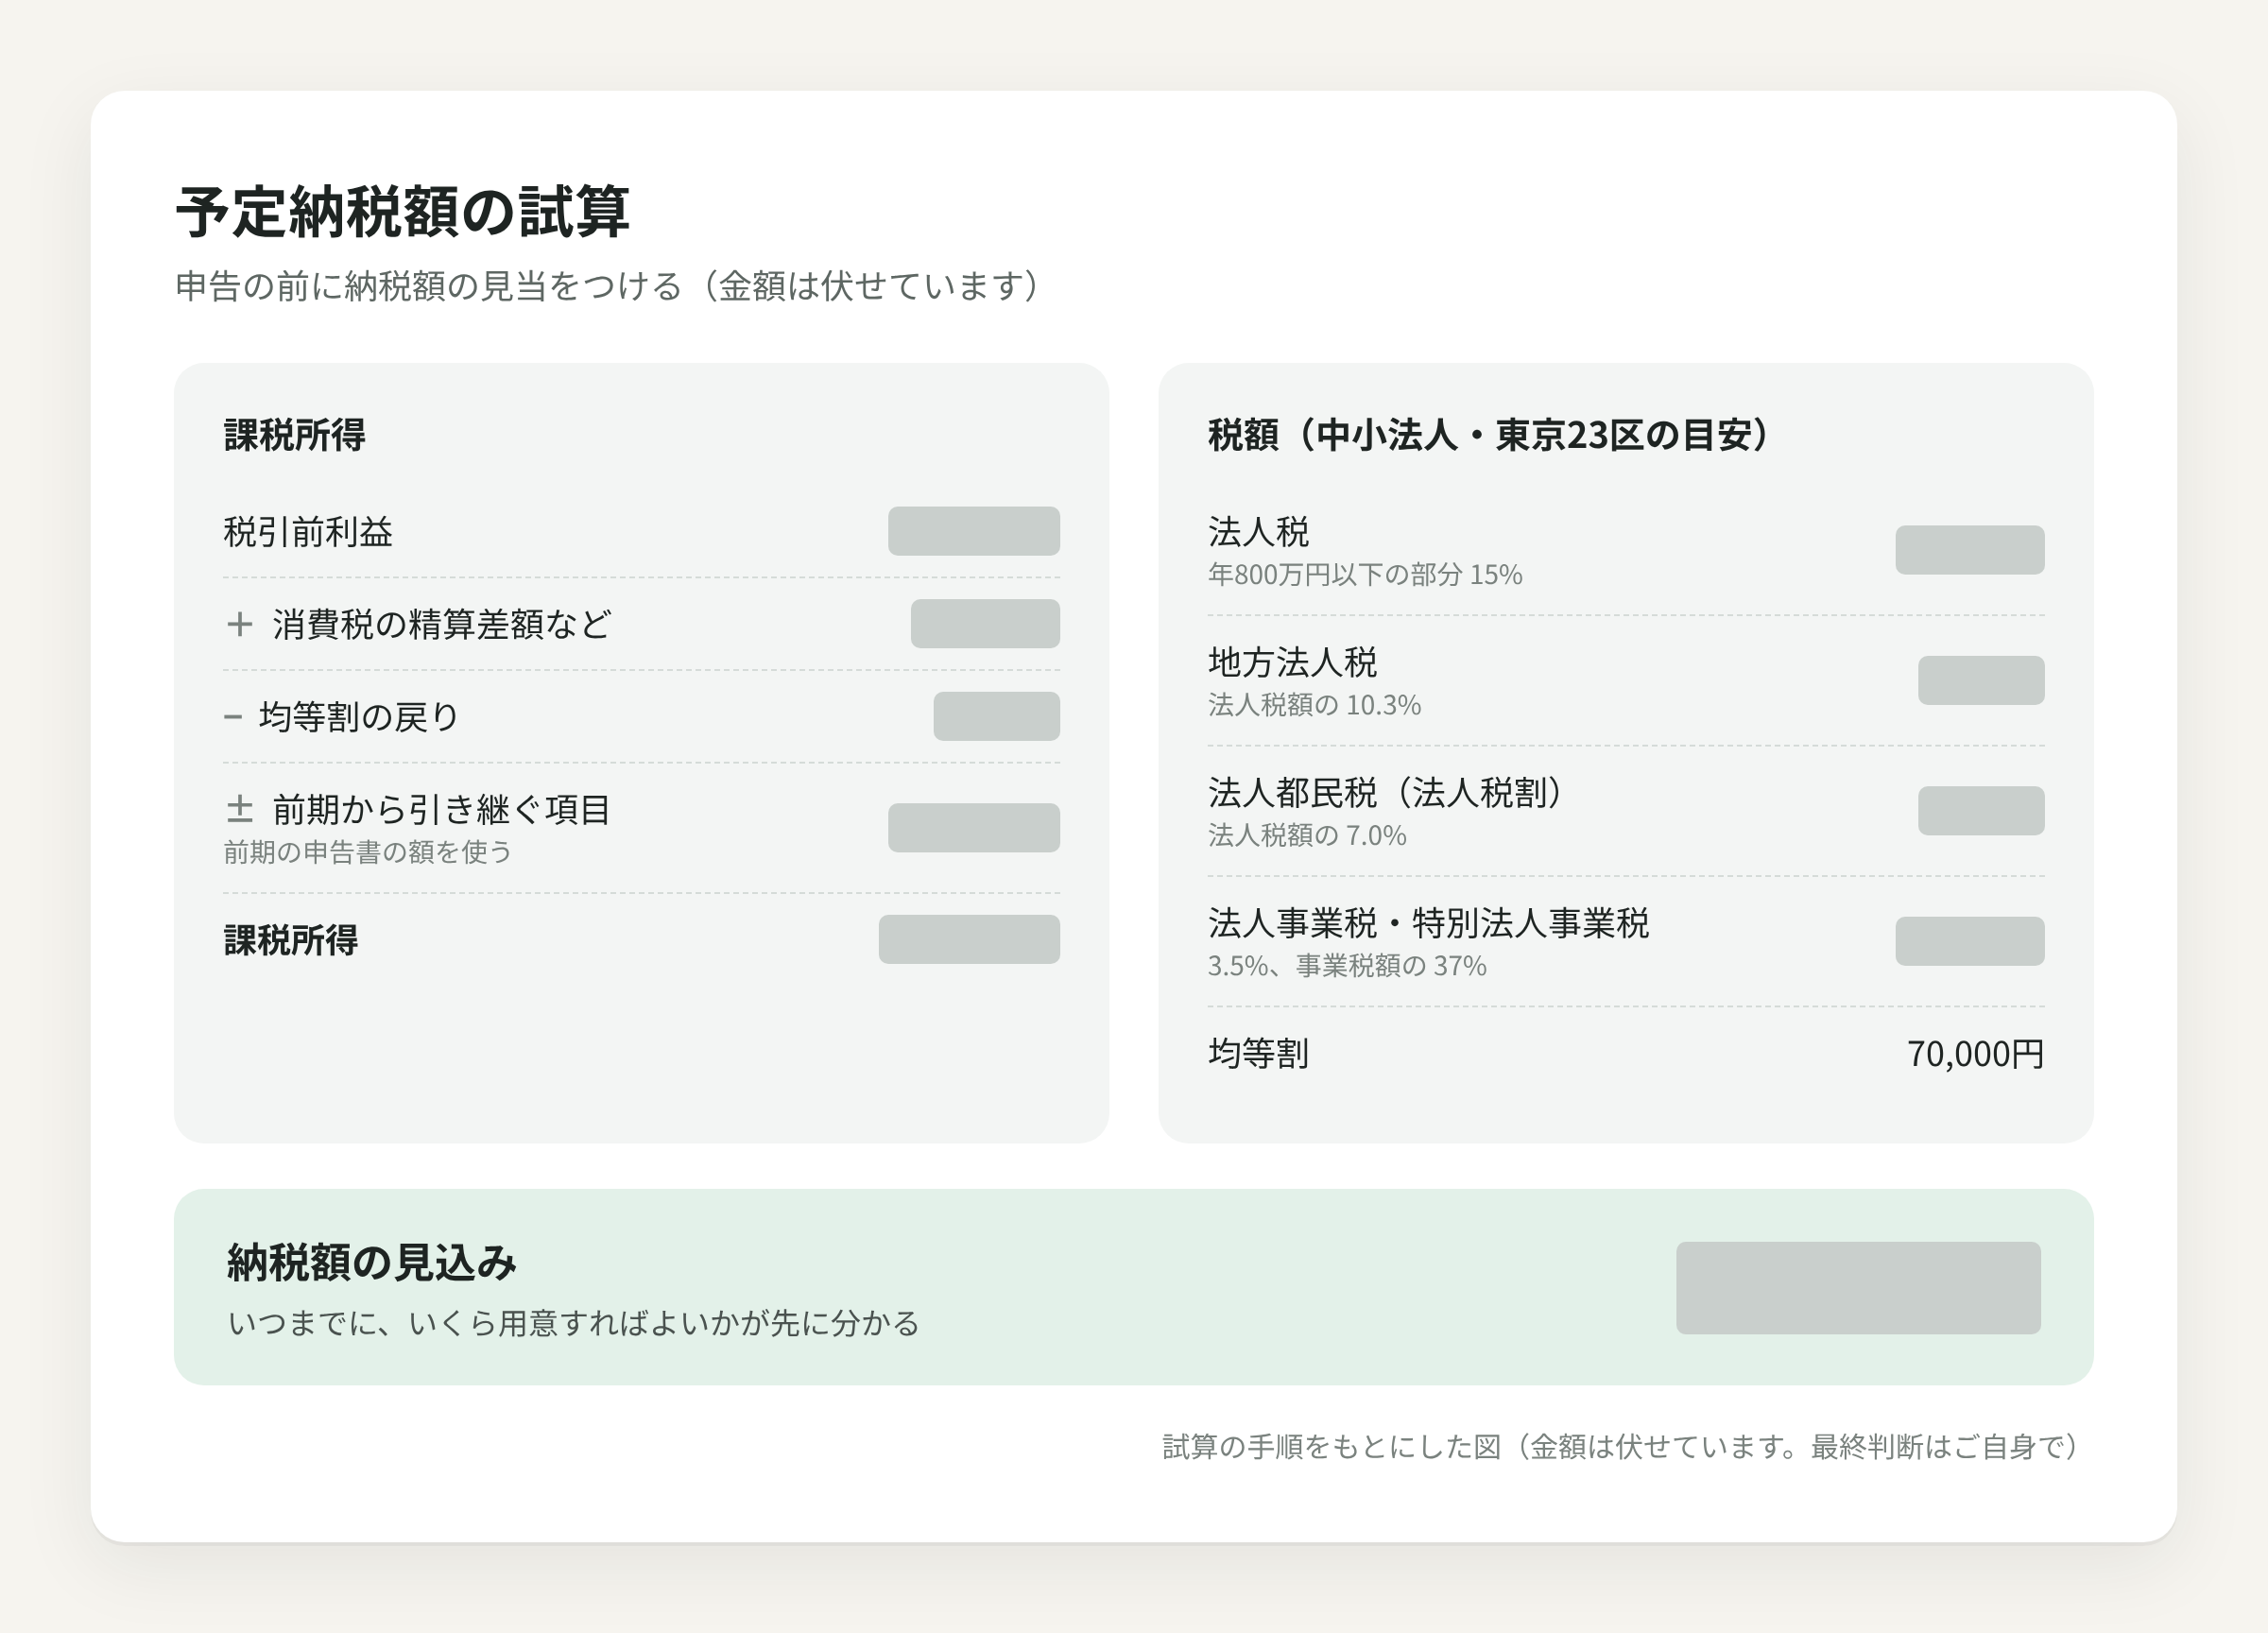 予定納税額の試算
申告の前に納税額の見当をつける（金額は伏せています）
課税所得
税引前利益
＋ 消費税の精算差額など
− 均等割の戻り
± 前期から引き継ぐ項目
前期の申告書の額を使う
課税所得
税額（中小法人・東京23区の目安）
法人税
年800万円以下の部分 15%
地方法人税
法人税額の 10.3%
法人都民税（法人税割）
法人税額の 7.0%
法人事業税・特別法人事業税
3.5%、事業税額の 37%
均等割 70,000円
納税額の見込み
いつまでに、いくら用意すればよいかが先に分かる
試算の手順をもとにした図（金額は伏せています。最終判断はご自身で）